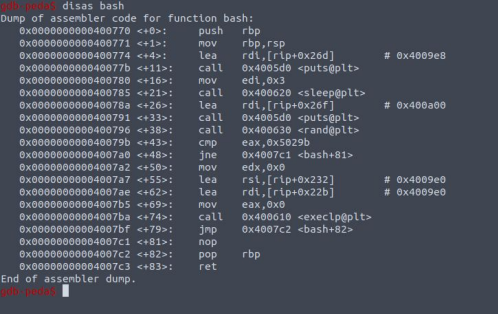 gdb-peda$ disas bash
Dump of assembler code for function bash:
   0x0000000000400770 <+0>:     push   rbp
   0x0000000000400771 <+1>:     mov    rbp,rsp
   0x0000000000400774 <+4>:     lea    rdi,[rip+0x26d]        # 0x4009e8
   0x000000000040077b <+11>:    call   0x4005d0 <puts@plt>
   0x0000000000400780 <+16>:    mov    edi,0x3
   0x0000000000400785 <+21>:    call   0x400620 <sleep@plt>
   0x000000000040078a <+26>:    lea    rdi,[rip+0x26f]        # 0x400a00
   0x0000000000400791 <+33>:    call   0x4005d0 <puts@plt>
   0x0000000000400796 <+38>:    call   0x400630 <rand@plt>
   0x000000000040079b <+43>:    cmp    eax,0x5029b
   0x00000000004007a0 <+48>:    jne    0x4007c1 <bash+81>
   0x00000000004007a2 <+50>:    mov    edx,0x0
   0x00000000004007a7 <+55>:    lea    rsi,[rip+0x232]        # 0x4009e0
   0x00000000004007ae <+62>:    lea    rdi,[rip+0x22b]        # 0x4009e0
   0x00000000004007b5 <+69>:    mov    eax,0x0
   0x00000000004007ba <+74>:    call   0x400610 <execlp@plt>
   0x00000000004007bf <+79>:    jmp    0x4007c2 <bash+82>
   0x00000000004007c1 <+81>:    nop
   0x00000000004007c2 <+82>:    pop    rbp
   0x00000000004007c3 <+83>:    ret
End of assembler dump.
gdb-peda$